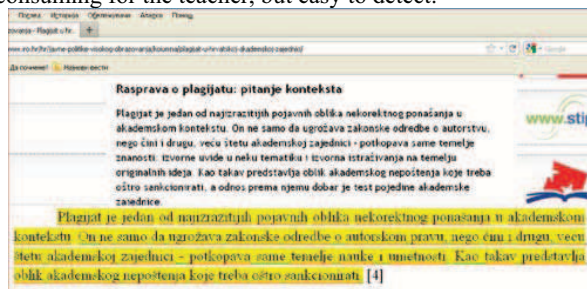 consuming for the teacher, but easy to detect.
Rasprava o plagijatu: pitanje konteksta
Plagijat je jedan od najizrazitijih pojavnih oblika nekorektnog ponašanja u
akademskom kontekstu. On ne samo da ugrožava zakonske odredbe o autorstvu,
nego čini i drugu, veću štetu akademskoj zajednici - potkopava same temelje
znanosti: izvorne uvide u neku tematiku i izvorna istraživanja na temelju
originalnih ideja. Kao takav predstavlja oblik akademskog nepoštenja koje treba
oštro sankcionirati, a odnos prema njemu dobar je test pojedine akademske
zajednice.
www.stip
Plagijat je jedan od najizrazitijih pojavnih oblika nekorektnog ponašanja u akademskom
kontekstu. On ne samo da ugrožava zakonske odredbe o autorskom pravu, nego čini i drugu, veću
štetu akademskoj zajednici - potkopava same temelje nauke i umetnosti. Kao takav predstavlja
oblik akademskog nepoštenja koje treba oštro sankcionirati. [4]